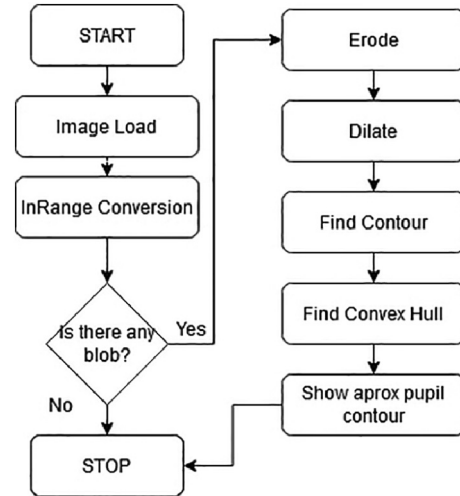 START
Image Load
InRange Conversion
is there any
blob?
Yes
No
STOP
Erode
Dilate
Find Contour
Find Convex Hull
Show aprox pupil
contour